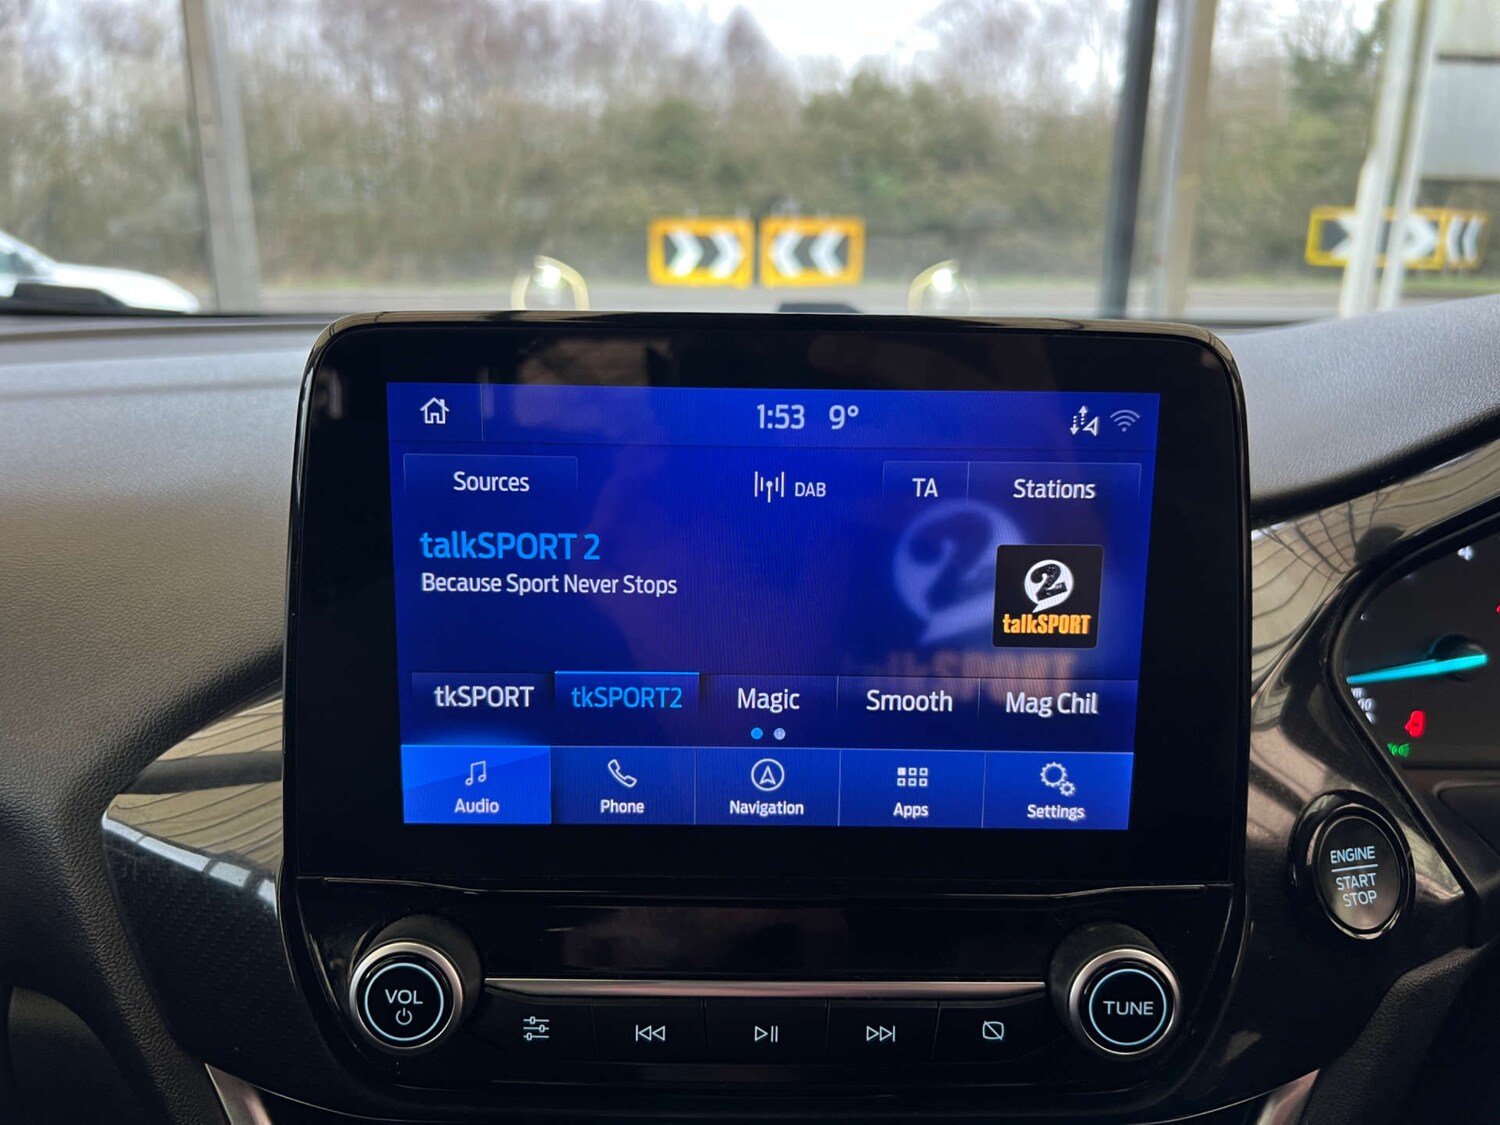 1:53 9°
Sources
DAB
TA
Stations
talkSPORT 2
Because Sport Never Stops
2
talkSPORT
tkSPORT
tkSPORT2
Magic
Smooth
Mag Chil
Audio
Phone
Navigation
Apps
Settings
ENGINE
START
STOP
VOL
TUNE